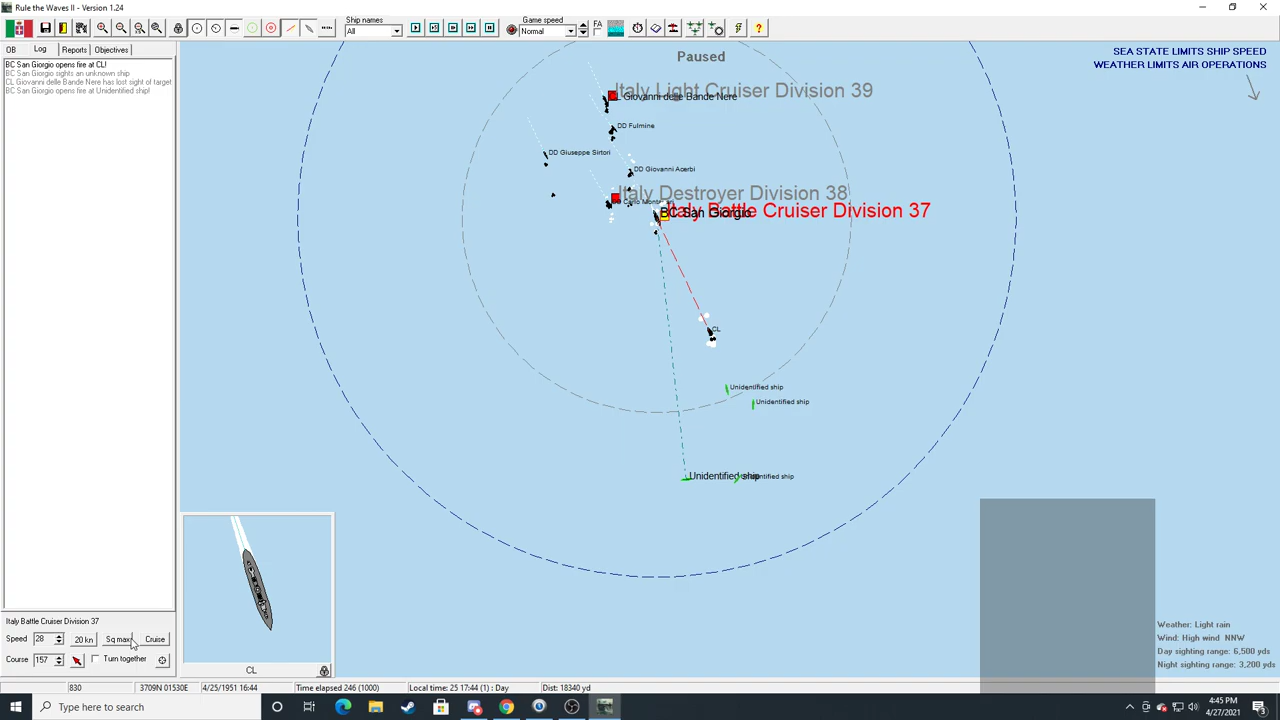 Rule the Waves II - Version 1.24
Ship names
All
Game speed
Normal
FA
OB Log Reports Objectives
BC San Giorgio opens fire at CL!
BC San Giorgio sights an unknown ship
CL Giovanni delle Bande Nere has lost sight of target
BC San Giorgio opens fire at Unidentified ship!
Paused
SEA STATE LIMITS SHIP SPEED
WEATHER LIMITS AIR OPERATIONS
Italy Light Cruiser Division 39
CL Giovanni delle Bande Nere
DD Fulmine
DD Giuseppe Sirtori
DD Giovanni Acerbi
Italy Destroyer Division 38
Italy Battle Cruiser Division 37
BC San Giorgio
CL
Unidentified ship
Unidentified ship
Unidentified ship
Unidentified ship
CL
Italy Battle Cruiser Division 37
Speed 28 20 kn Sq max Cruise
Course 157 Turn together
Weather: Light rain
Wind: High wind NNW
Day sighting range: 6,500 yds
Night sighting range: 3,200 yds
830 3709N 01530E 4/25/1951 16:44 Time elapsed 246 (1000) Local time: 25 17:44 (1) : Day Dist: 18340 yd
Type here to search
4:45 PM
4/27/2021